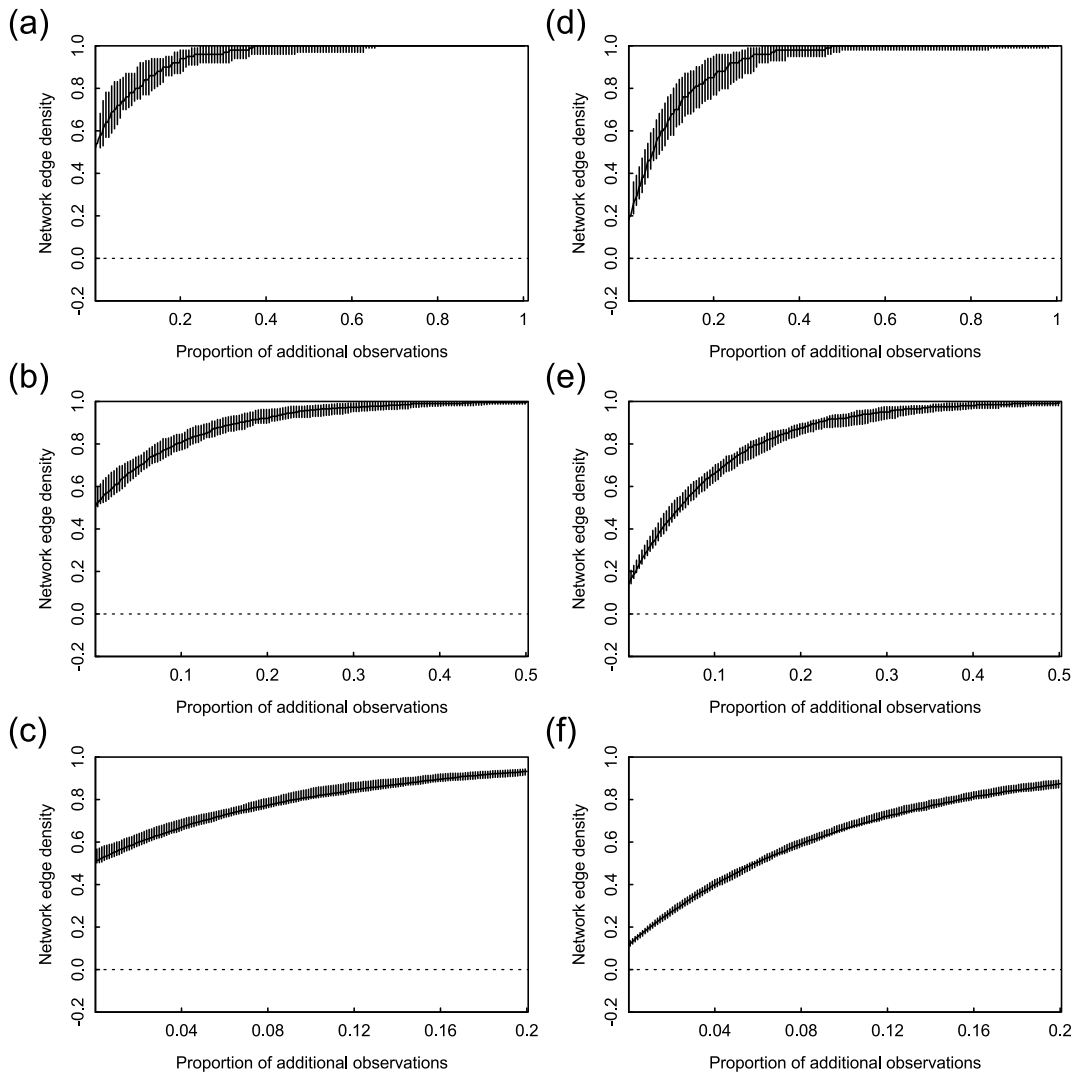 (a)
Network edge density
-0.2 0.0 0.2 0.4 0.6 0.8 1.0
0.2 0.4 0.6 0.8 1
Proportion of additional observations
(d)
Network edge density
-0.2 0.0 0.2 0.4 0.6 0.8 1.0
0.2 0.4 0.6 0.8 1
Proportion of additional observations
(b)
Network edge density
-0.2 0.0 0.2 0.4 0.6 0.8 1.0
0.1 0.2 0.3 0.4 0.5
Proportion of additional observations
(e)
Network edge density
-0.2 0.0 0.2 0.4 0.6 0.8 1.0
0.1 0.2 0.3 0.4 0.5
Proportion of additional observations
(c)
Network edge density
-0.2 0.0 0.2 0.4 0.6 0.8 1.0
0.04 0.08 0.12 0.16 0.2
Proportion of additional observations
(f)
Network edge density
-0.2 0.0 0.2 0.4 0.6 0.8 1.0
0.04 0.08 0.12 0.16 0.2
Proportion of additional observations